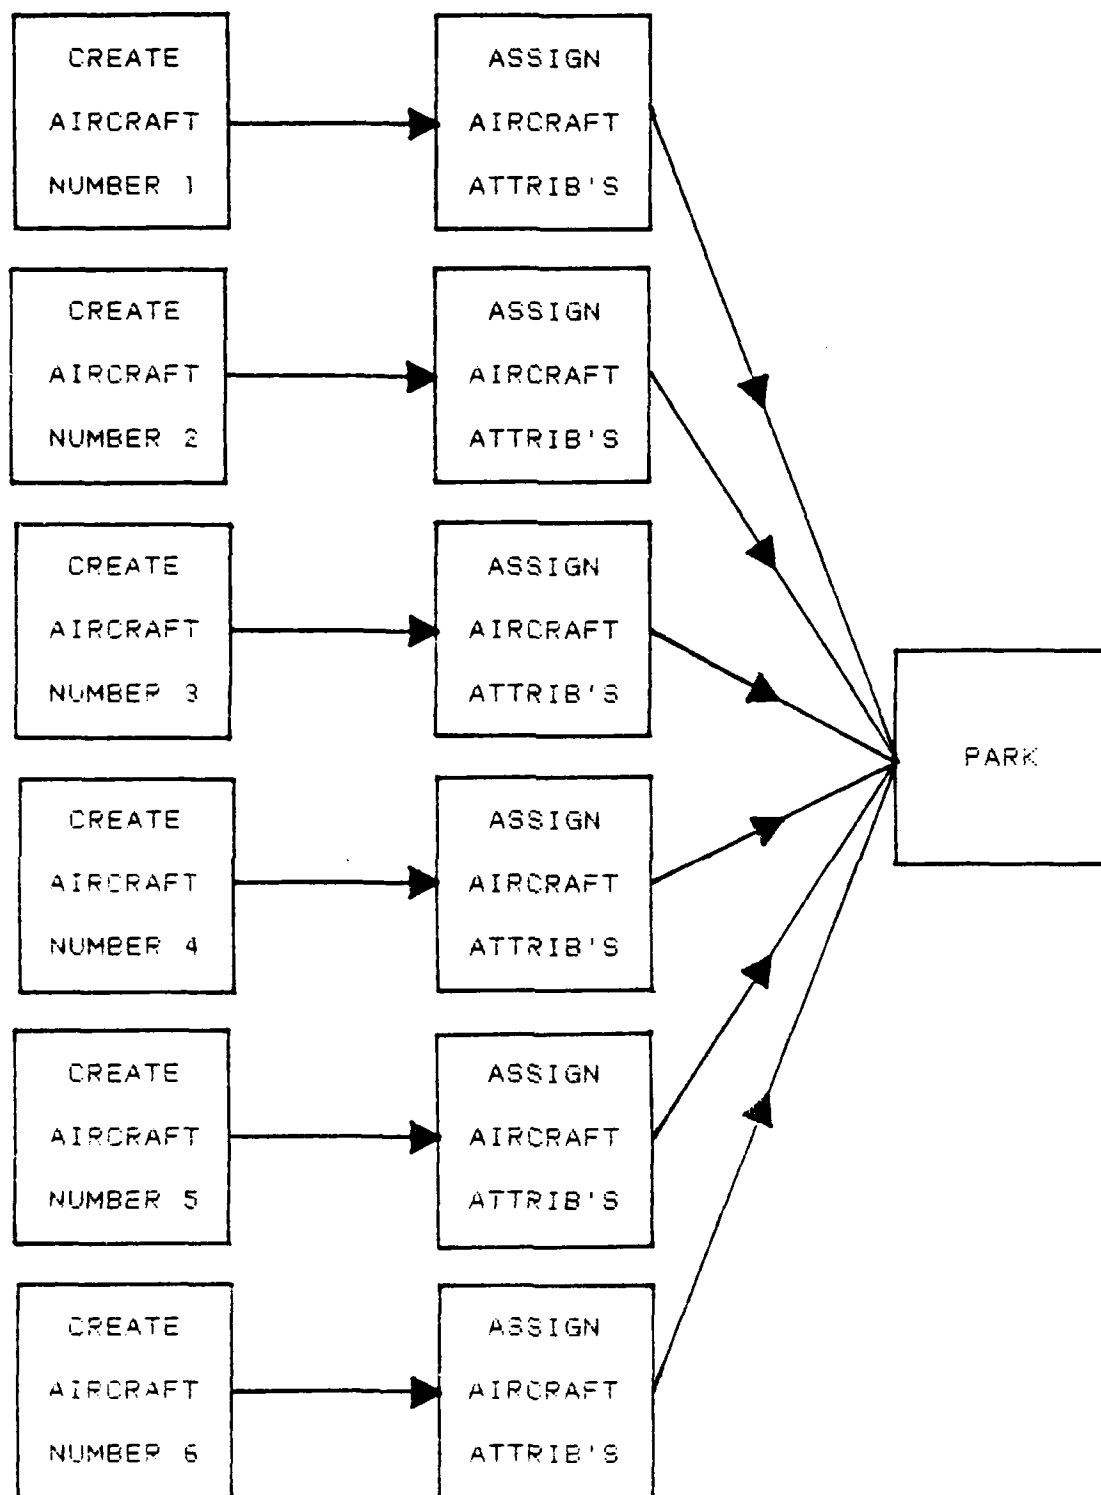 CREATE
AIRCRAFT
NUMBER 1
ASSIGN
AIRCRAFT
ATTRIB'S
CREATE
AIRCRAFT
NUMBER 2
ASSIGN
AIRCRAFT
ATTRIB'S
CREATE
AIRCRAFT
NUMBER 3
ASSIGN
AIRCRAFT
ATTRIB'S
PARK
CREATE
AIRCRAFT
NUMBER 4
ASSIGN
AIRCRAFT
ATTRIB'S
CREATE
AIRCRAFT
NUMBER 5
ASSIGN
AIRCRAFT
ATTRIB'S
CREATE
AIRCRAFT
NUMBER 6
ASSIGN
AIRCRAFT
ATTRIB'S